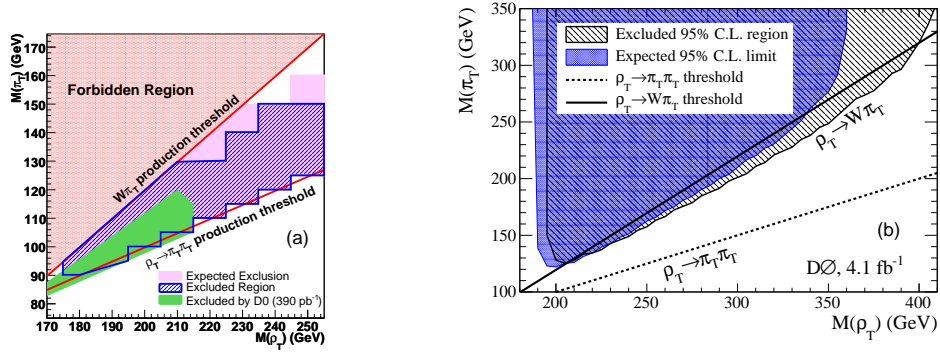 M(π_T) (GeV)
170
160
150
140
130
120
110
100
90
80
Forbidden Region
Wπ_T production threshold
ρ_T→π_Tπ_T production threshold
(a)
Expected Exclusion
Excluded Region
Excluded by D0 (390 pb⁻¹)
170 180 190 200 210 220 230 240 250
M(ρ_T) (GeV)
M(π_T) (GeV)
350
300
250
200
150
100
Excluded 95% C.L. region
Expected 95% C.L. limit
ρ_T→π_Tπ_T threshold
ρ_T→Wπ_T threshold
ρ_T→Wπ_T
ρ_T→π_Tπ_T
(b)
DØ, 4.1 fb⁻¹
200 250 300 350 400
M(ρ_T) (GeV)